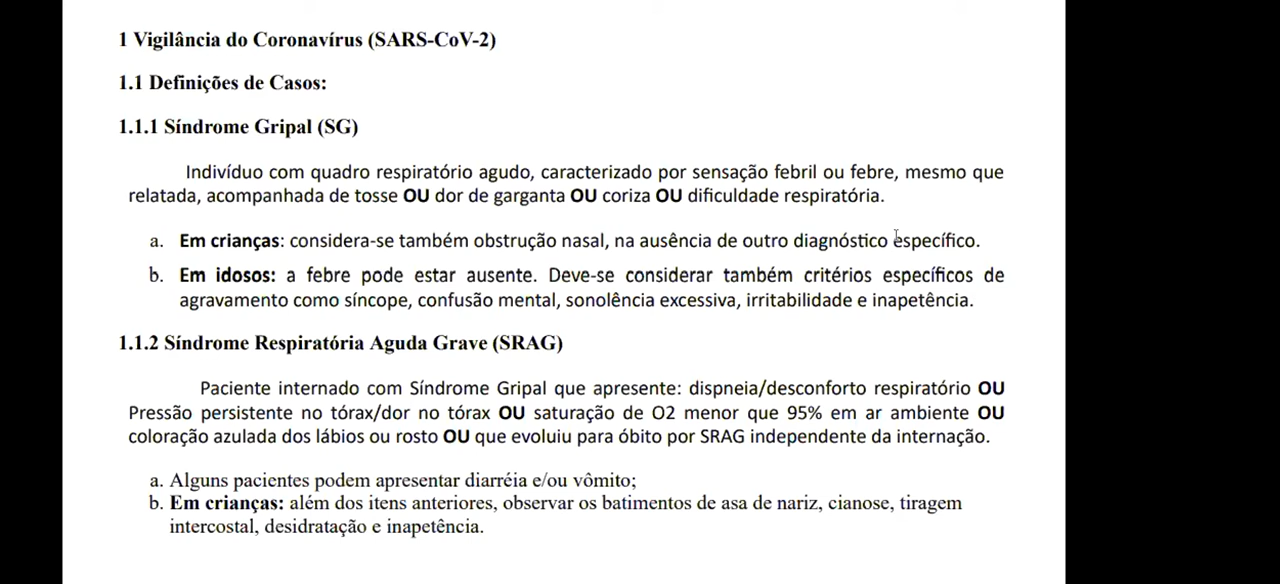 1 Vigilância do Coronavírus (SARS-CoV-2)
1.1 Definições de Casos:
1.1.1 Síndrome Gripal (SG)
Indivíduo com quadro respiratório agudo, caracterizado por sensação febril ou febre, mesmo que
relatada, acompanhada de tosse OU dor de garganta OU coriza OU dificuldade respiratória.
a. Em crianças: considera-se também obstrução nasal, na ausência de outro diagnóstico específico.
b. Em idosos: a febre pode estar ausente. Deve-se considerar também critérios específicos de
agravamento como síncope, confusão mental, sonolência excessiva, irritabilidade e inapetência.
1.1.2 Síndrome Respiratória Aguda Grave (SRAG)
Paciente internado com Síndrome Gripal que apresente: dispneia/desconforto respiratório OU
Pressão persistente no tórax/dor no tórax OU saturação de O2 menor que 95% em ar ambiente OU
coloração azulada dos lábios ou rosto OU que evoluiu para óbito por SRAG independente da internação.
a. Alguns pacientes podem apresentar diarréia e/ou vômito;
b. Em crianças: além dos itens anteriores, observar os batimentos de asa de nariz, cianose, tiragem
intercostal, desidratação e inapetência.